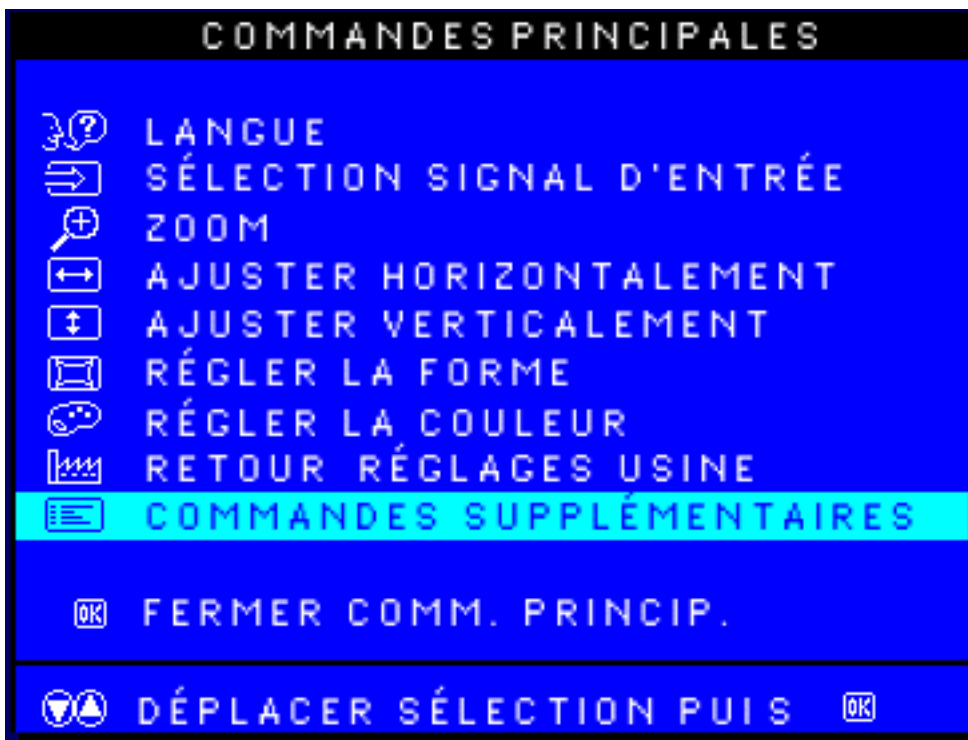 COMMANDES PRINCIPALES
LANGUE
SÉLECTION SIGNAL D'ENTRÉE
ZOOM
AJUSTER HORIZONTALEMENT
AJUSTER VERTICALEMENT
RÉGLER LA FORME
RÉGLER LA COULEUR
RETOUR RÉGLAGES USINE
COMMANDES SUPPLÉMENTAIRES
OK FERMER COMM. PRINCIP.
DÉPLACER SÉLECTION PUIS OK